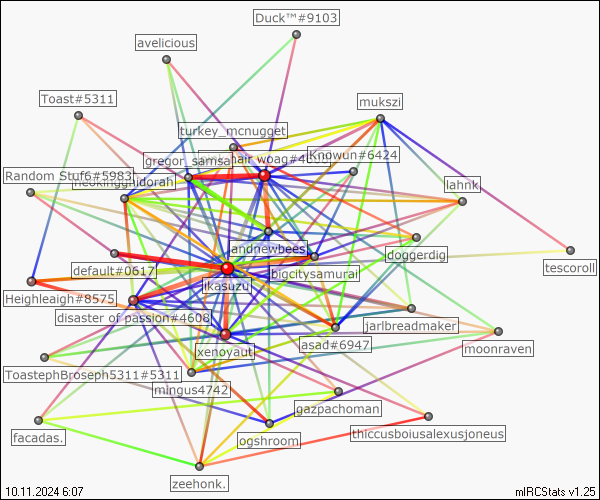 Duck™#9103
avelicious
Toast#5311
mukszi
turkey_mcnugget
gregor_samsa
hair woag#4
Knowun#6424
Random Stuf6#5983
neokingghidorah
lahnk
andnewbees
doggerdig
tescoroll
default#0617
bigcitysamurai
ikasuzu
Heighleigh#8575
disaster of passion#4608
jarlbreadmaker
xenoyaut
asad#6947
moonraven
ToastephBroseph5311#5311
mingus4742
gazpachoman
facadas.
ogshroom
thiccusboiusalexusjoneus
zeehonk.
10.11.2024 6:07
mIRCStats v1.25